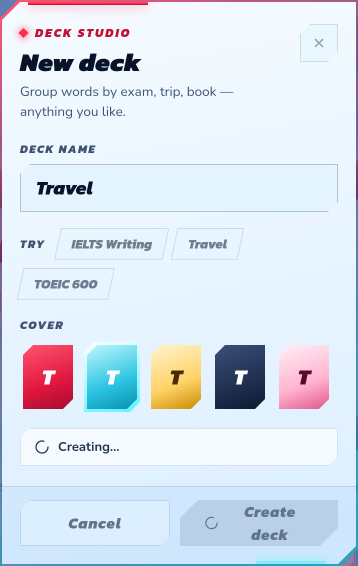 DECK STUDIO
New deck
×
Group words by exam, trip, book —
anything you like.
DECK NAME
Travel
TRY IELTS Writing Travel
TOEIC 600
COVER
T T T T T
Creating...
Cancel Create
deck